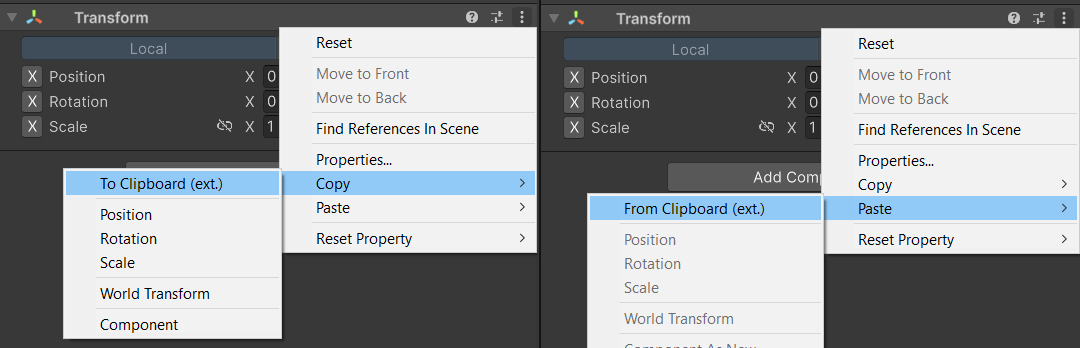 Transform
Reset
Local
Move to Front
X Position X 0
Move to Back
X Rotation X 0
X Scale X 1
Find References In Scene
Properties...
To Clipboard (ext.)
Copy
Position
Paste
Rotation
Reset Property
Scale
World Transform
Component
Transform
Reset
Local
Move to Front
X Position X 0
Move to Back
X Rotation X 0
X Scale X 1
Find References In Scene
Properties...
Add Comp
Copy
From Clipboard (ext.)
Paste
Position
Reset Property
Rotation
Scale
World Transform
Component As New